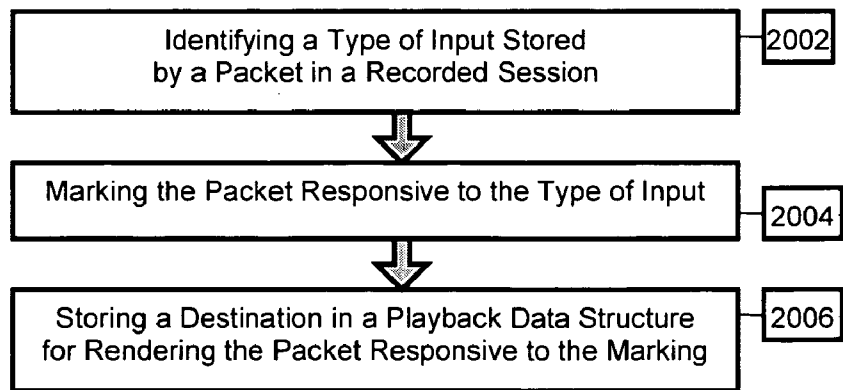 Identifying a Type of Input Stored
by a Packet in a Recorded Session
2002
Marking the Packet Responsive to the Type of Input
2004
Storing a Destination in a Playback Data Structure
for Rendering the Packet Responsive to the Marking
2006